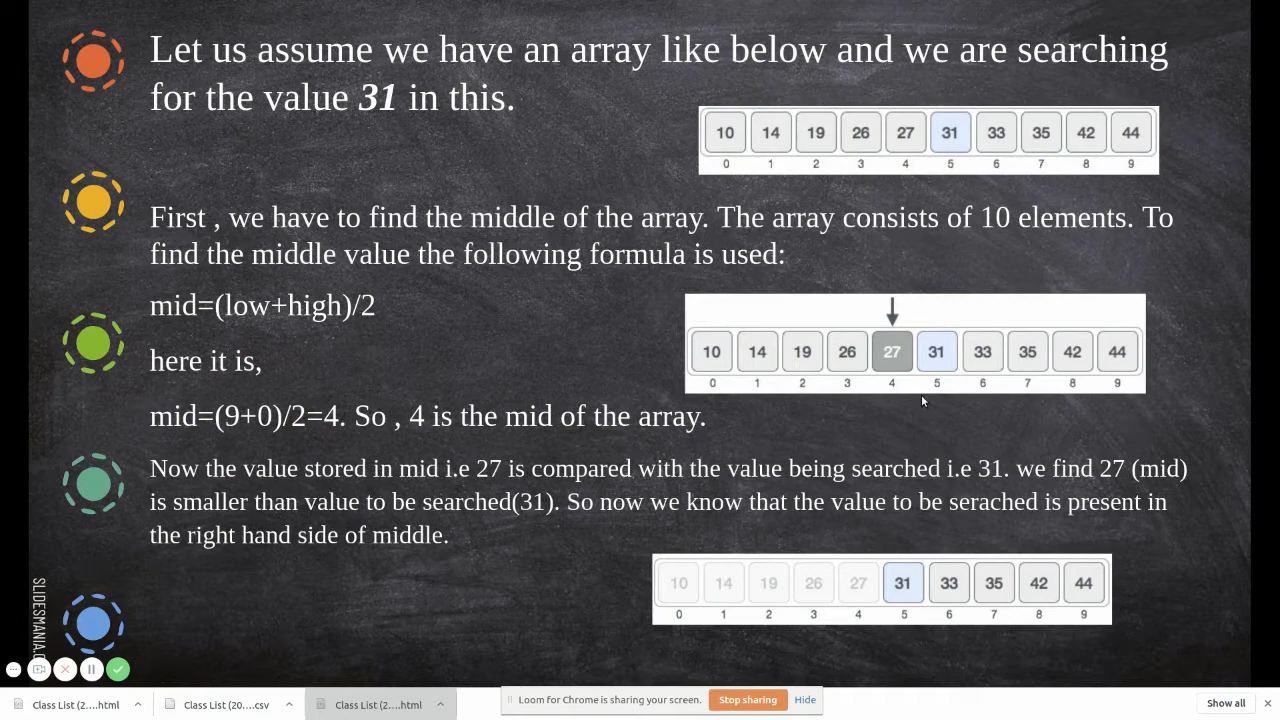 Let us assume we have an array like below and we are searching
for the value 31 in this.
10 14 19 26 27 31 33 35 42 44
0 1 2 3 4 5 6 7 8 9
First , we have to find the middle of the array. The array consists of 10 elements. To
find the middle value the following formula is used:
mid=(low+high)/2
here it is,
10 14 19 26 27 31 33 35 42 44
0 1 2 3 4 5 6 7 8 9
mid=(9+0)/2=4. So , 4 is the mid of the array.
Now the value stored in mid i.e 27 is compared with the value being searched i.e 31. we find 27 (mid)
is smaller than value to be searched(31). So now we know that the value to be serached is present in
the right hand side of middle.
10 14 19 26 27 31 33 35 42 44
0 1 2 3 4 5 6 7 8 9
SLIDESMANIA.C
Class List (2....html
Class List (20....csv
Class List (2....html
Loom for Chrome is sharing your screen.
Stop sharing
Hide
Show all